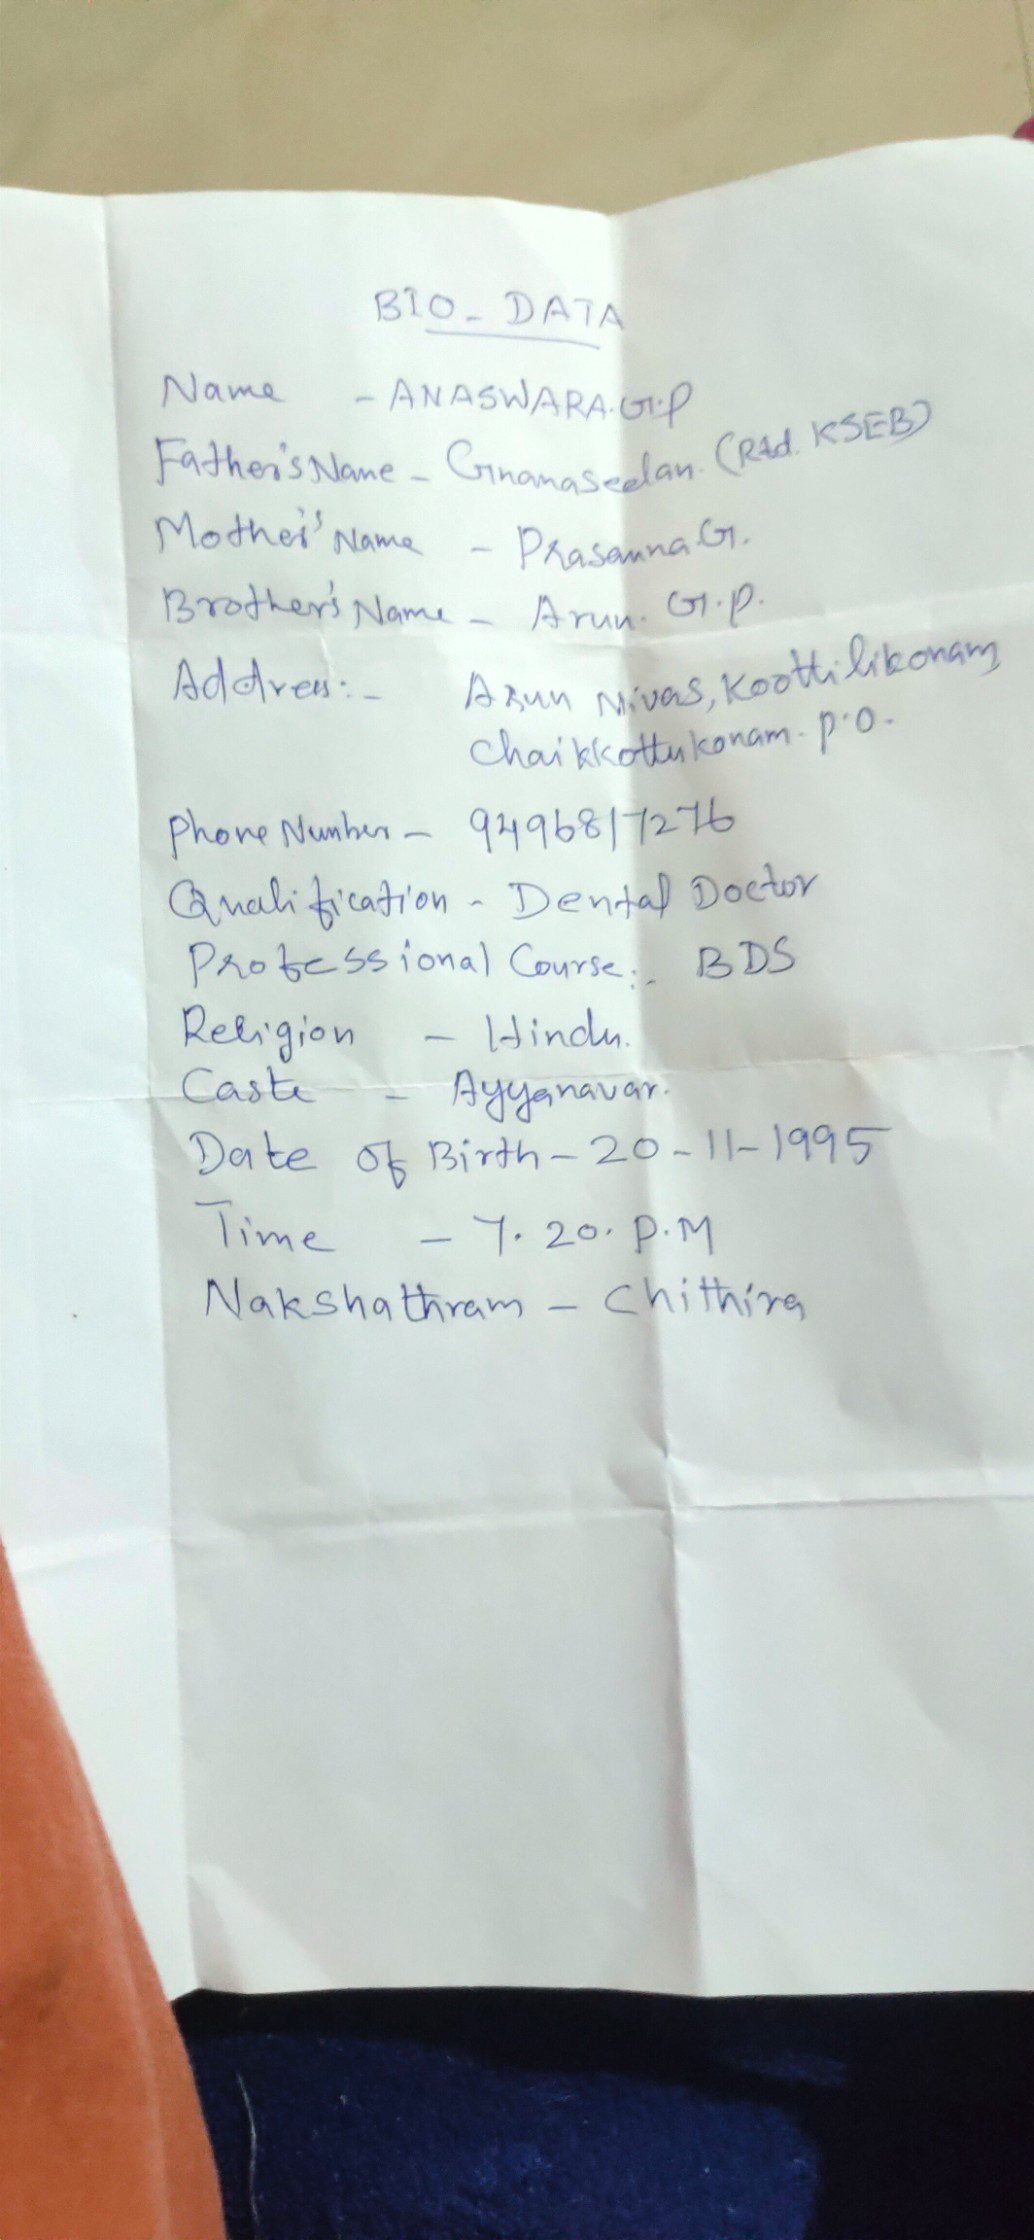 BIO - DATA
Name - ANASWARA.G.P
Father's Name - Gnanaseelan. (Rtd. KSEB)
Mother's Name - Prasanna G.
Brother's Name - Arun. G.P.
Address:- Arun Nivas, Koottilikonam
Chaikkottukonam. P.O.
Phone Number - 9496817276
Qualification - Dental Doctor
Professional Course:- BDS
Religion - Hindu.
Caste - Ayyanavar.
Date of Birth - 20-11-1995
Time - 7.20. P.M
Nakshathram - Chithira